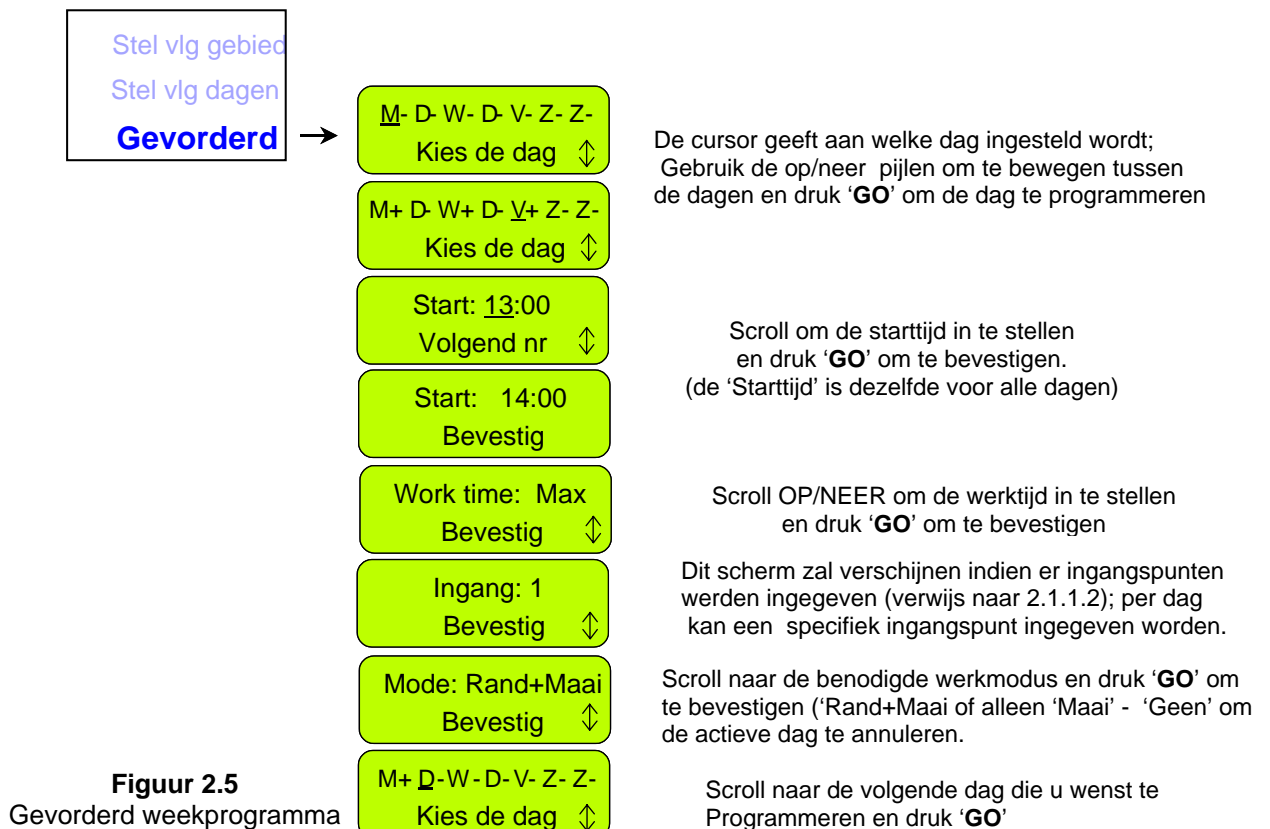 Stel vlg gebied
Stel vlg dagen
Gevorderd
M- D- W- D- V- Z- Z-
Kies de dag
De cursor geeft aan welke dag ingesteld wordt;
Gebruik de op/neer pijlen om te bewegen tussen
de dagen en druk ‘GO’ om de dag te programmeren
M+ D- W+ D- V+ Z- Z-
Kies de dag
Start: 13:00
Volgend nr
Scroll om de starttijd in te stellen
en druk ‘GO’ om te bevestigen.
(de ‘Starttijd’ is dezelfde voor alle dagen)
Start: 14:00
Bevestig
Work time: Max
Bevestig
Scroll OP/NEER om de werktijd in te stellen
en druk ‘GO’ om te bevestigen
Ingang: 1
Bevestig
Dit scherm zal verschijnen indien er ingangspunten
werden ingegeven (verwijs naar 2.1.1.2); per dag
kan een specifiek ingangspunt ingegeven worden.
Mode: Rand+Maai
Bevestig
Scroll naar de benodigde werkmodus en druk ‘GO’ om
te bevestigen (‘Rand+Maai of alleen ‘Maai’ - ‘Geen’ om
de actieve dag te annuleren.
M+ D-W-D-V-Z-Z-
Kies de dag
Scroll naar de volgende dag die u wenst te
Programmeren en druk ‘GO’
Figuur 2.5
Gevorderd weekprogramma